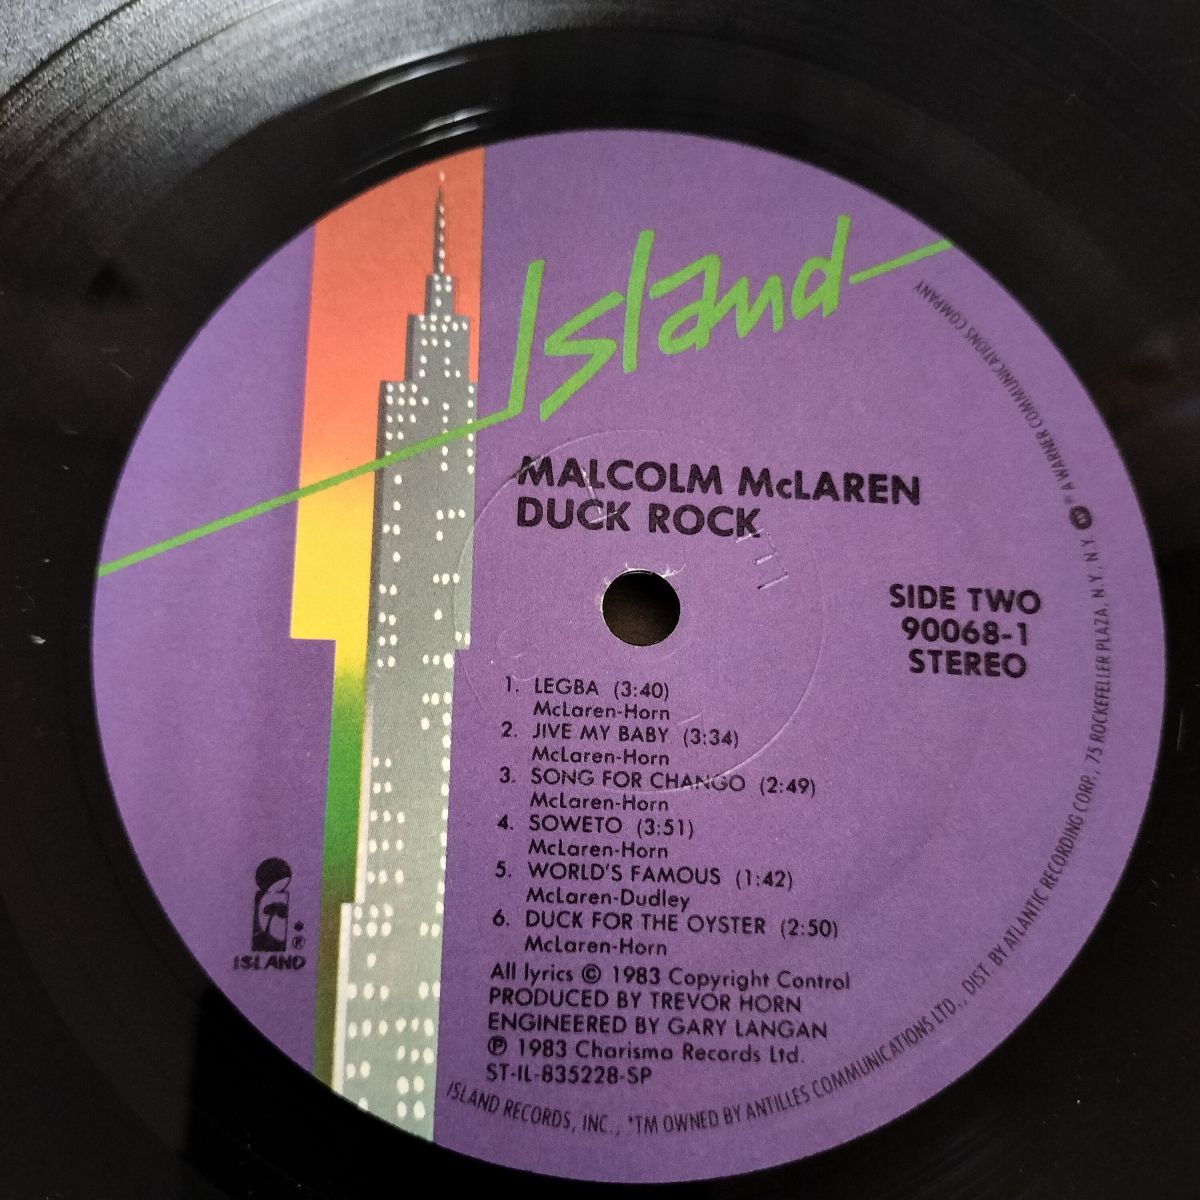 Island
MALCOLM McLAREN
DUCK ROCK
SIDE TWO
90068-1
STEREO
1. LEGBA (3:40)
McLaren-Horn
2. JIVE MY BABY (3:34)
McLaren-Horn
3. SONG FOR CHANGO (2:49)
McLaren-Horn
4. SOWETO (3:51)
McLaren-Horn
5. WORLD'S FAMOUS (1:42)
McLaren-Dudley
6. DUCK FOR THE OYSTER (2:50)
McLaren-Horn
All lyrics © 1983 Copyright Control
PRODUCED BY TREVOR HORN
ENGINEERED BY GARY LANGAN
℗ 1983 Charisma Records Ltd.
ST-IL-835228-SP
*®
ISLAND
ISLAND RECORDS, INC., *TM OWNED BY ANTILLES COMMUNICATIONS LTD., DIST. BY ATLANTIC RECORDING CORP., 75 ROCKEFELLER PLAZA, N.Y., N.Y. ® A WARNER COMMUNICATIONS COMPANY